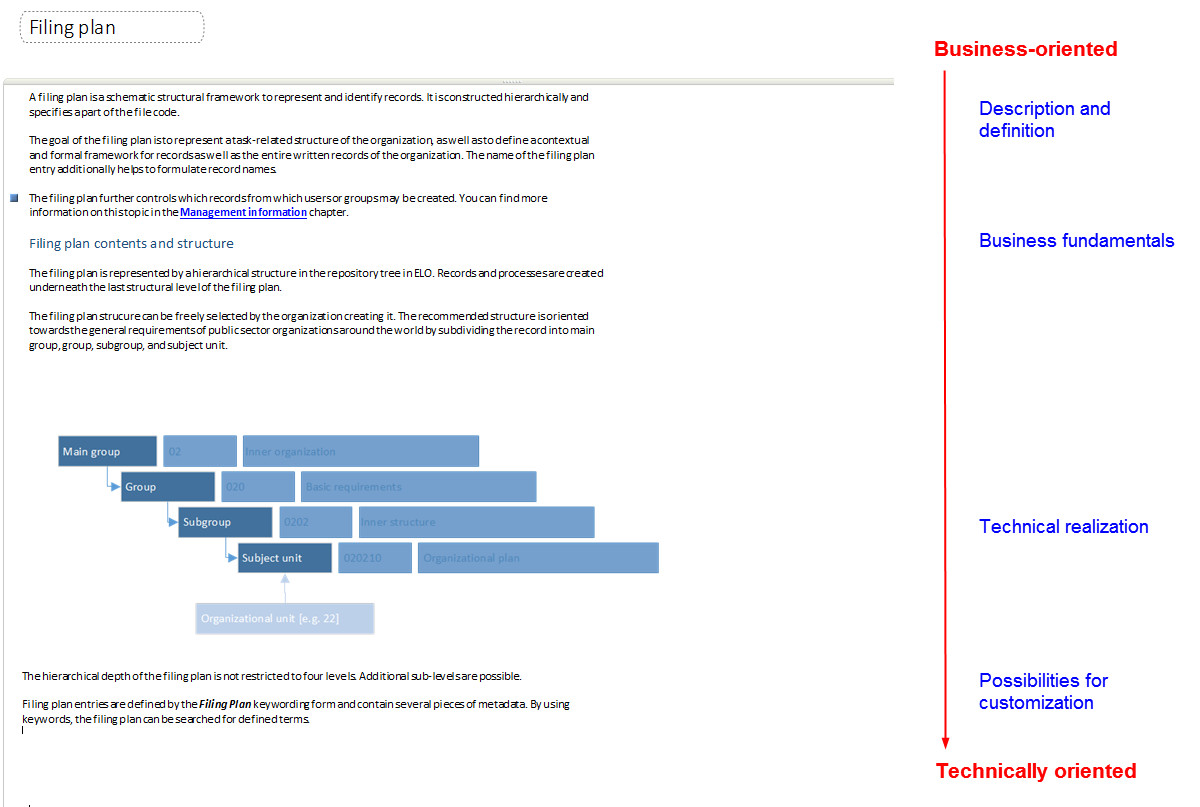 Filing plan
A filing plan is a schematic structural framework to represent and identify records. It is constructed hierarchically and
specifies a part of the file code.
The goal of the filing plan is to represent a task-related structure of the organization, as well as to define a contextual
and formal framework for records as well as the entire written records of the organization. The name of the filing plan
entry additionally helps to formulate record names.
The filing plan further controls which records from which users or groups may be created. You can find more
information on this topic in the Management information chapter.
Filing plan contents and structure
The filing plan is represented by a hierarchical structure in the repository tree in ELO. Records and processes are created
underneath the last structural level of the filing plan.
The filing plan strucure can be freely selected by the organization creating it. The recommended structure is oriented
towards the general requirements of public sector organizations around the world by subdividing the record into main
group, group, subgroup, and subject unit.
Main group 02 Inner organization
Group 020 Basic requirements
Subgroup 0202 Inner structure
Subject unit 020210 Organizational plan
Organizational unit [e.g. 22]
The hierarchical depth of the filing plan is not restricted to four levels. Additional sub-levels are possible.
Filing plan entries are defined by the Filing Plan keywording form and contain several pieces of metadata. By using
keywords, the filing plan can be searched for defined terms.
Business-oriented
Description and
definition
Business fundamentals
Technical realization
Possibilities for
customization
Technically oriented